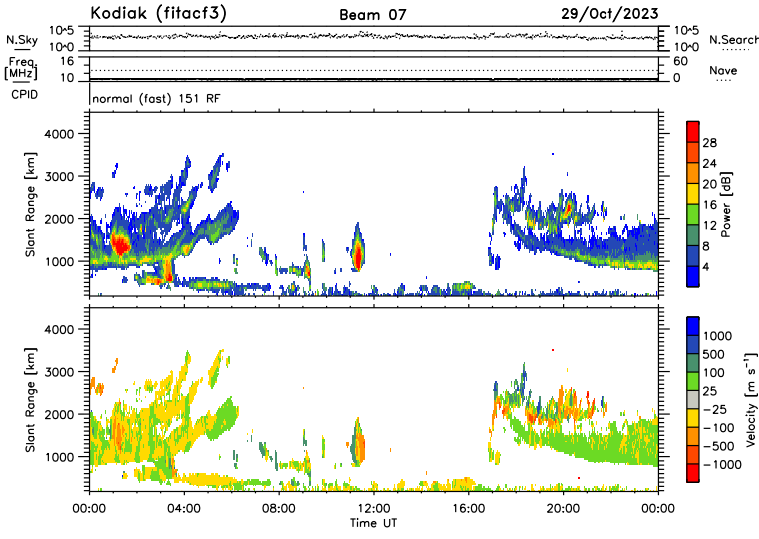 Kodiak (fitacf3) Beam 07 29/Oct/2023
N.Sky 10^5 10^0 10^5 10^0 N.Search
Freq. [MHz] 16 10 60 0 Nave
CPID normal (fast) 151 RF
Slant Range [km] 4000 3000 2000 1000
Power [dB] 28 24 20 16 12 8 4
Slant Range [km] 4000 3000 2000 1000
Velocity [m s⁻¹] 1000 500 100 25 −25 −100 −500 −1000
00:00 04:00 08:00 12:00 16:00 20:00 00:00
Time UT